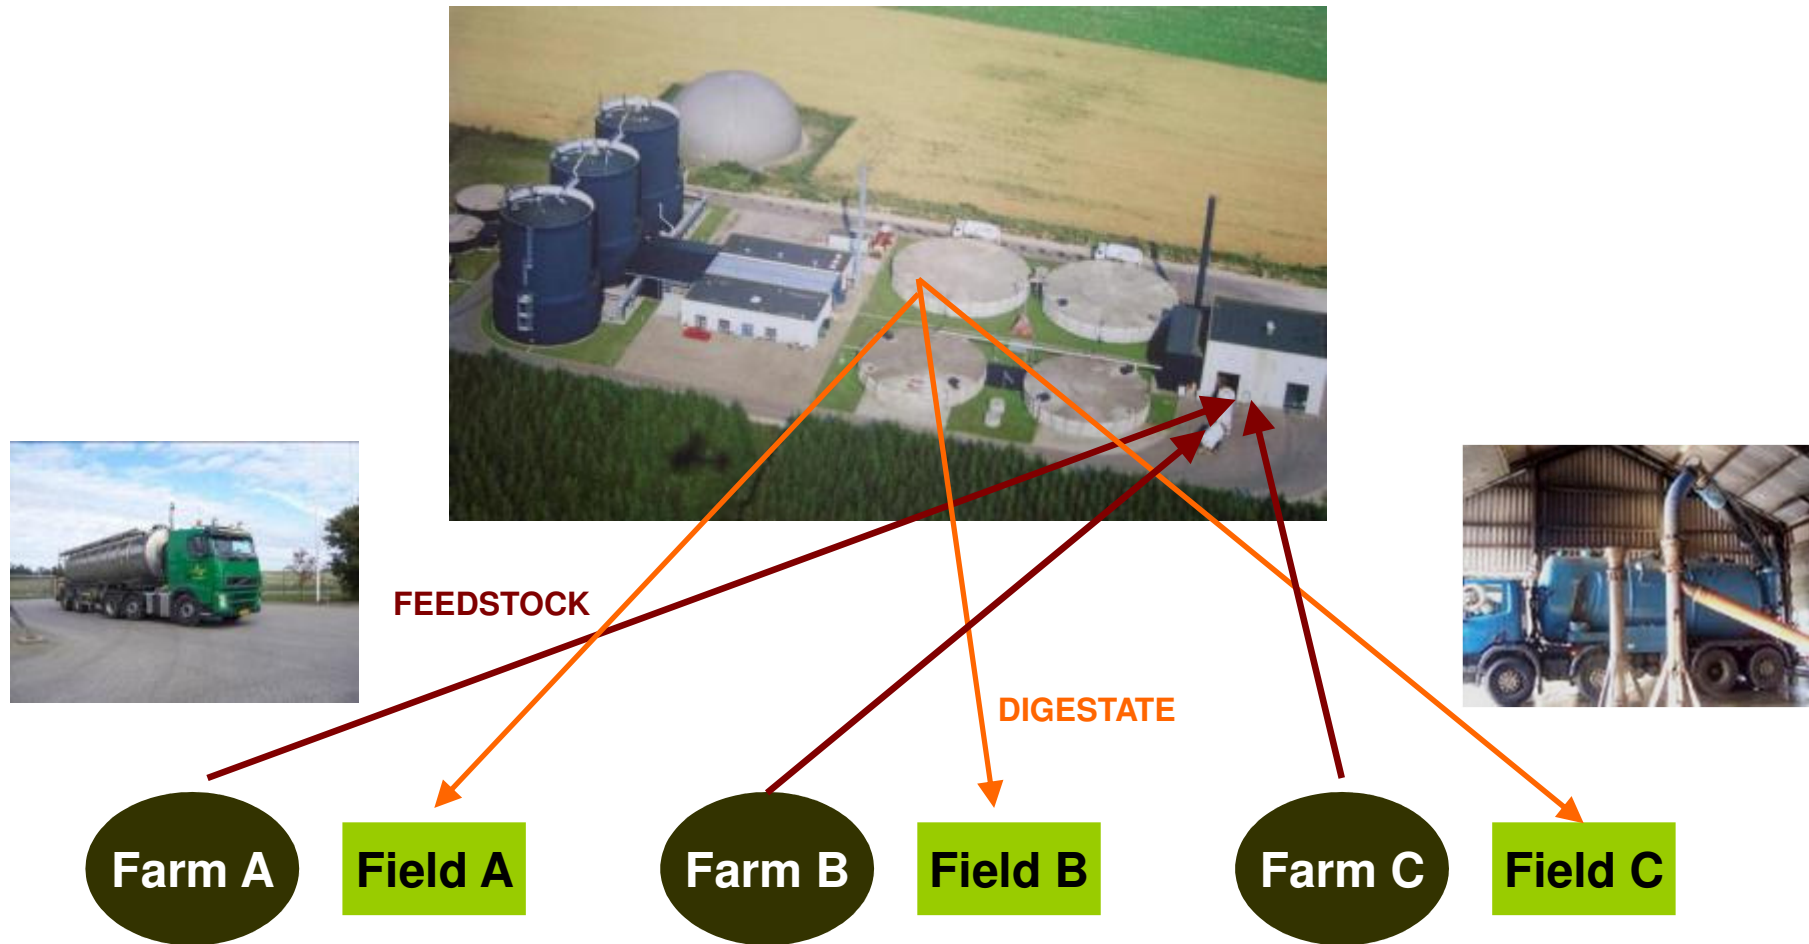 FEEDSTOCK
DIGESTATE
Farm A
Field A
Farm B
Field B
Farm C
Field C